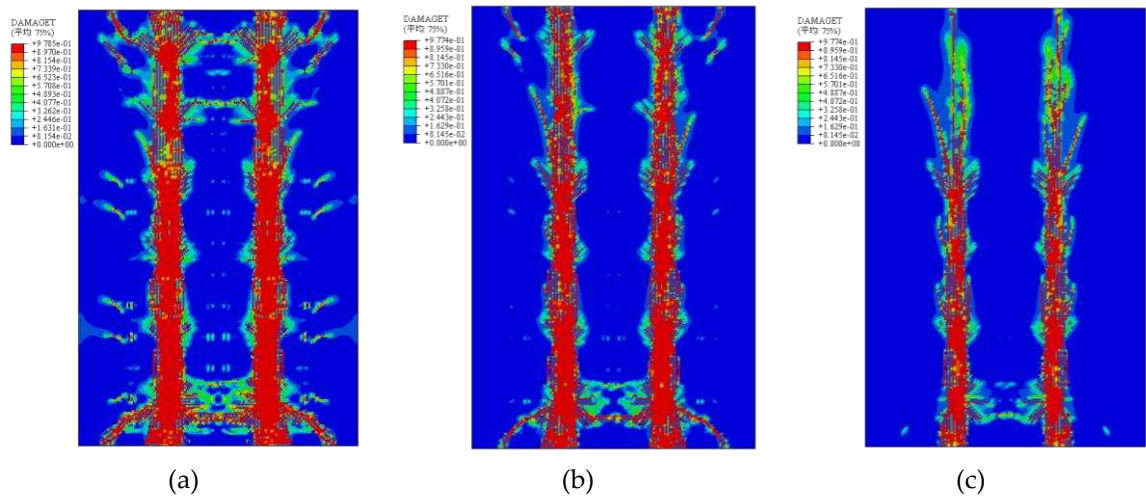 DAMAGET
(平均: 75%)
+9.785e-01
+8.970e-01
+8.154e-01
+7.339e-01
+6.523e-01
+5.708e-01
+4.893e-01
+4.077e-01
+3.262e-01
+2.446e-01
+1.631e-01
+8.154e-02
+0.000e+00
DAMAGET
(平均: 75%)
+9.774e-01
+8.959e-01
+8.145e-01
+7.330e-01
+6.516e-01
+5.701e-01
+4.887e-01
+4.872e-01
+3.258e-01
+2.443e-01
+1.629e-01
+8.145e-02
+0.000e+00
DAMAGET
(平均: 75%)
+9.774e-01
+8.959e-01
+8.145e-01
+7.330e-01
+6.516e-01
+5.701e-01
+4.887e-01
+4.872e-01
+3.258e-01
+2.443e-01
+1.629e-01
+8.145e-02
+0.000e+00
(a)
(b)
(c)